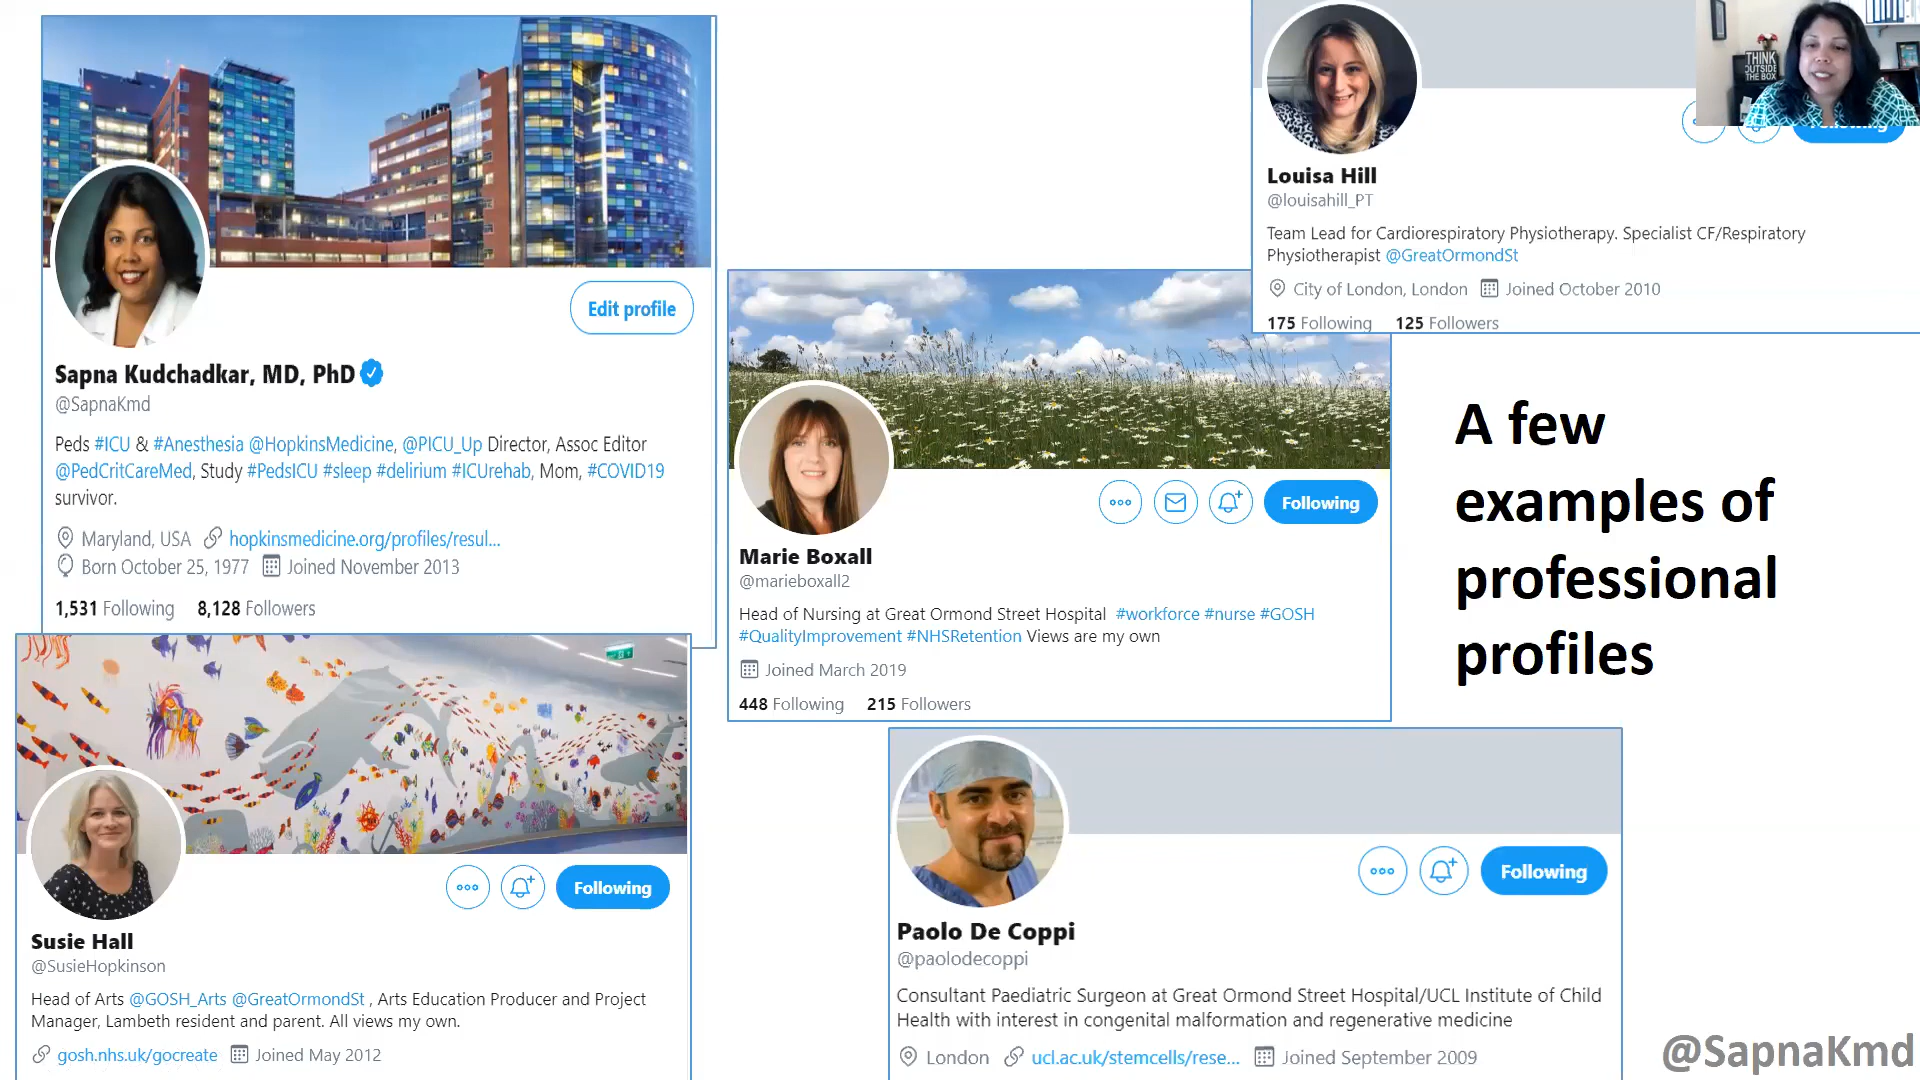 Edit profile
Sapna Kudchadkar, MD, PhD
@SapnaKmd
Peds #ICU & #Anesthesia @HopkinsMedicine, @PICU_Up Director, Assoc Editor
@PedCritCareMed, Study #PedsICU #sleep #delirium #ICUrehab, Mom, #COVID19
survivor.
Maryland, USA hopkinsmedicine.org/profiles/resul...
Born October 25, 1977 Joined November 2013
1,531 Following 8,128 Followers
THINK
OUTSIDE
THE BOX
Following
Louisa Hill
@louisahill_PT
Team Lead for Cardiorespiratory Physiotherapy. Specialist CF/Respiratory
Physiotherapist @GreatOrmondSt
City of London, London Joined October 2010
175 Following 125 Followers
Following
Marie Boxall
@marieboxall2
Head of Nursing at Great Ormond Street Hospital #workforce #nurse #GOSH
#QualityImprovement #NHSRetention Views are my own
Joined March 2019
448 Following 215 Followers
A few
examples of
professional
profiles
Following
Susie Hall
@SusieHopkinson
Head of Arts @GOSH_Arts @GreatOrmondSt , Arts Education Producer and Project
Manager, Lambeth resident and parent. All views my own.
gosh.nhs.uk/gocreate Joined May 2012
Following
Paolo De Coppi
@paolodecoppi
Consultant Paediatric Surgeon at Great Ormond Street Hospital/UCL Institute of Child
Health with interest in congenital malformation and regenerative medicine
London ucl.ac.uk/stemcells/rese... Joined September 2009
@SapnaKmd